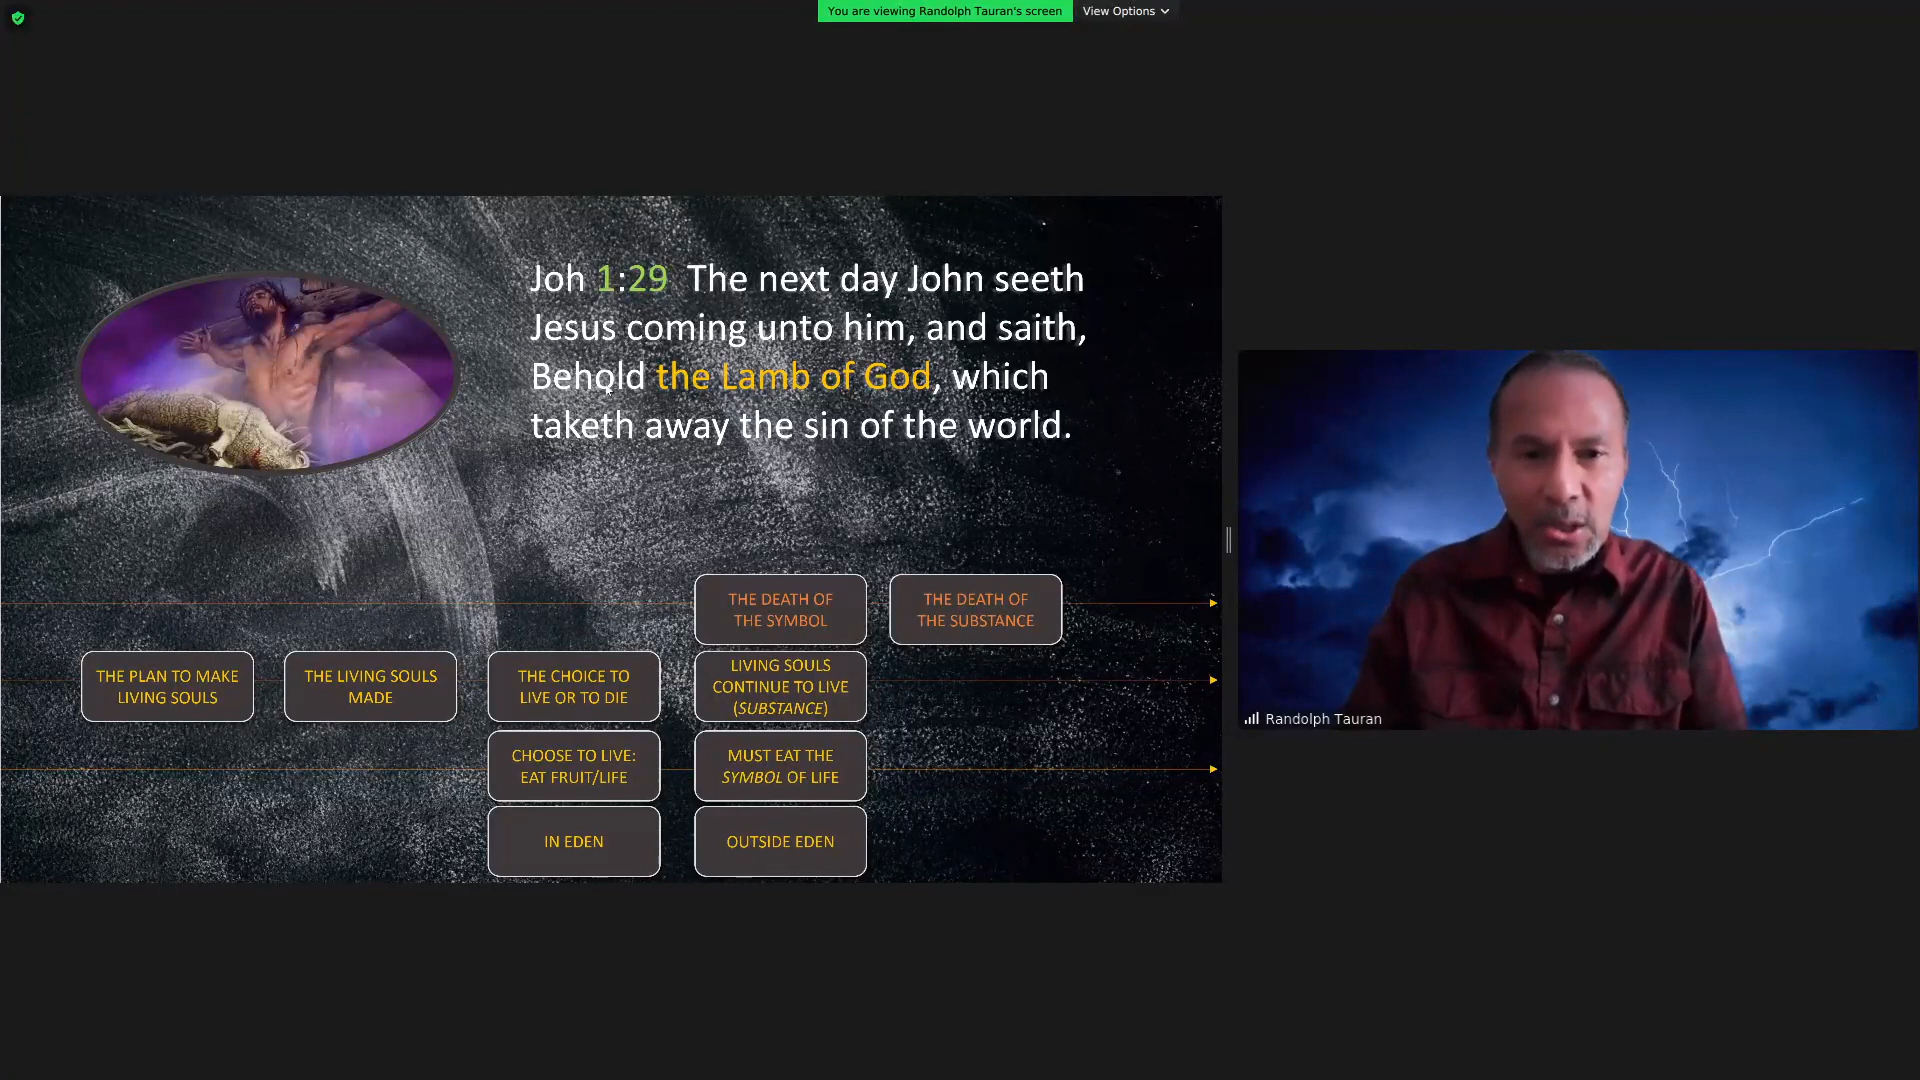 You are viewing Randolph Tauran's screen
View Options
Joh 1:29 The next day John seeth
Jesus coming unto him, and saith,
Behold the Lamb of God, which
taketh away the sin of the world.
THE DEATH OF
THE SYMBOL
THE DEATH OF
THE SUBSTANCE
THE PLAN TO MAKE
LIVING SOULS
THE LIVING SOULS
MADE
THE CHOICE TO
LIVE OR TO DIE
LIVING SOULS
CONTINUE TO LIVE
(SUBSTANCE)
CHOOSE TO LIVE:
EAT FRUIT/LIFE
MUST EAT THE
SYMBOL OF LIFE
IN EDEN
OUTSIDE EDEN
Randolph Tauran